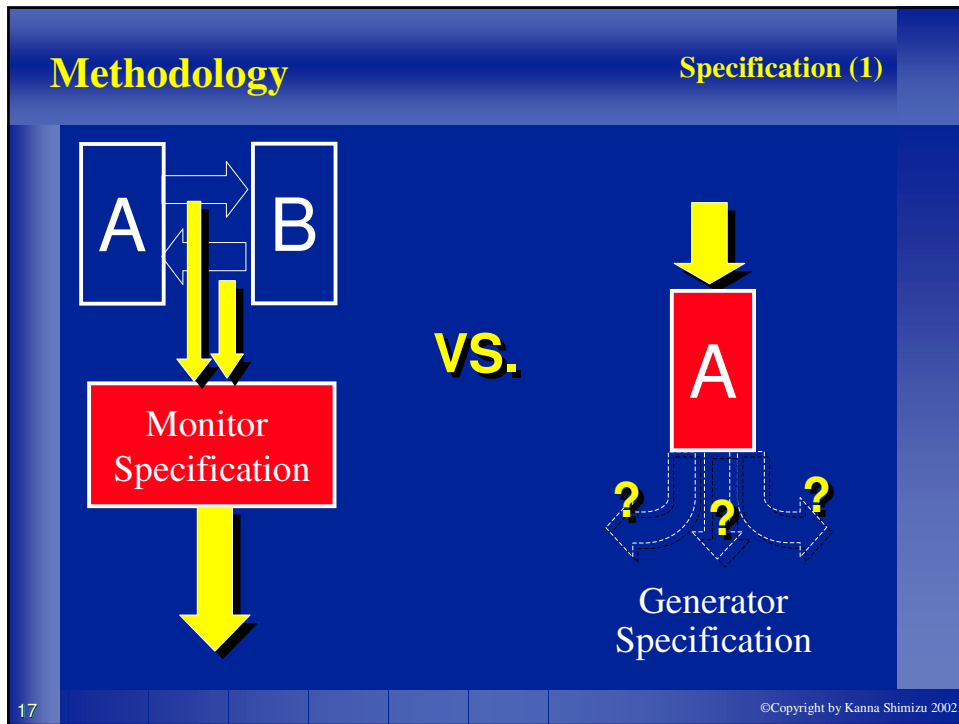 Methodology
Specification (1)
A
B
Monitor
Specification
VS.
A
?
?
?
Generator
Specification
17
©Copyright by Kanna Shimizu 2002